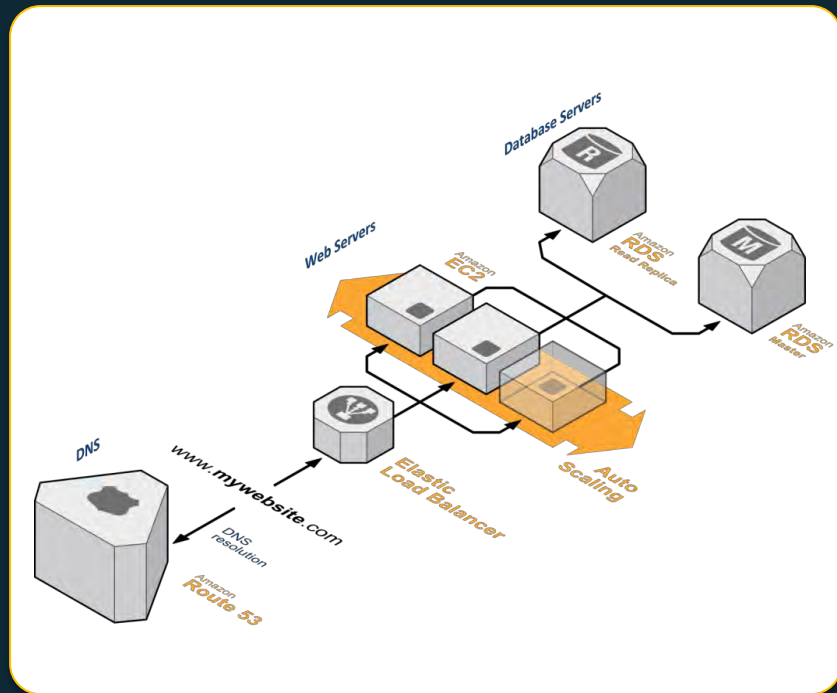 Database Servers
R
Amazon
RDS
Read Replica
M
Amazon
RDS
Master
Web Servers
Amazon
EC2
Auto
Scaling
Elastic
Load Balancer
www.mywebsite.com
DNS
resolution
DNS
Amazon
Route 53